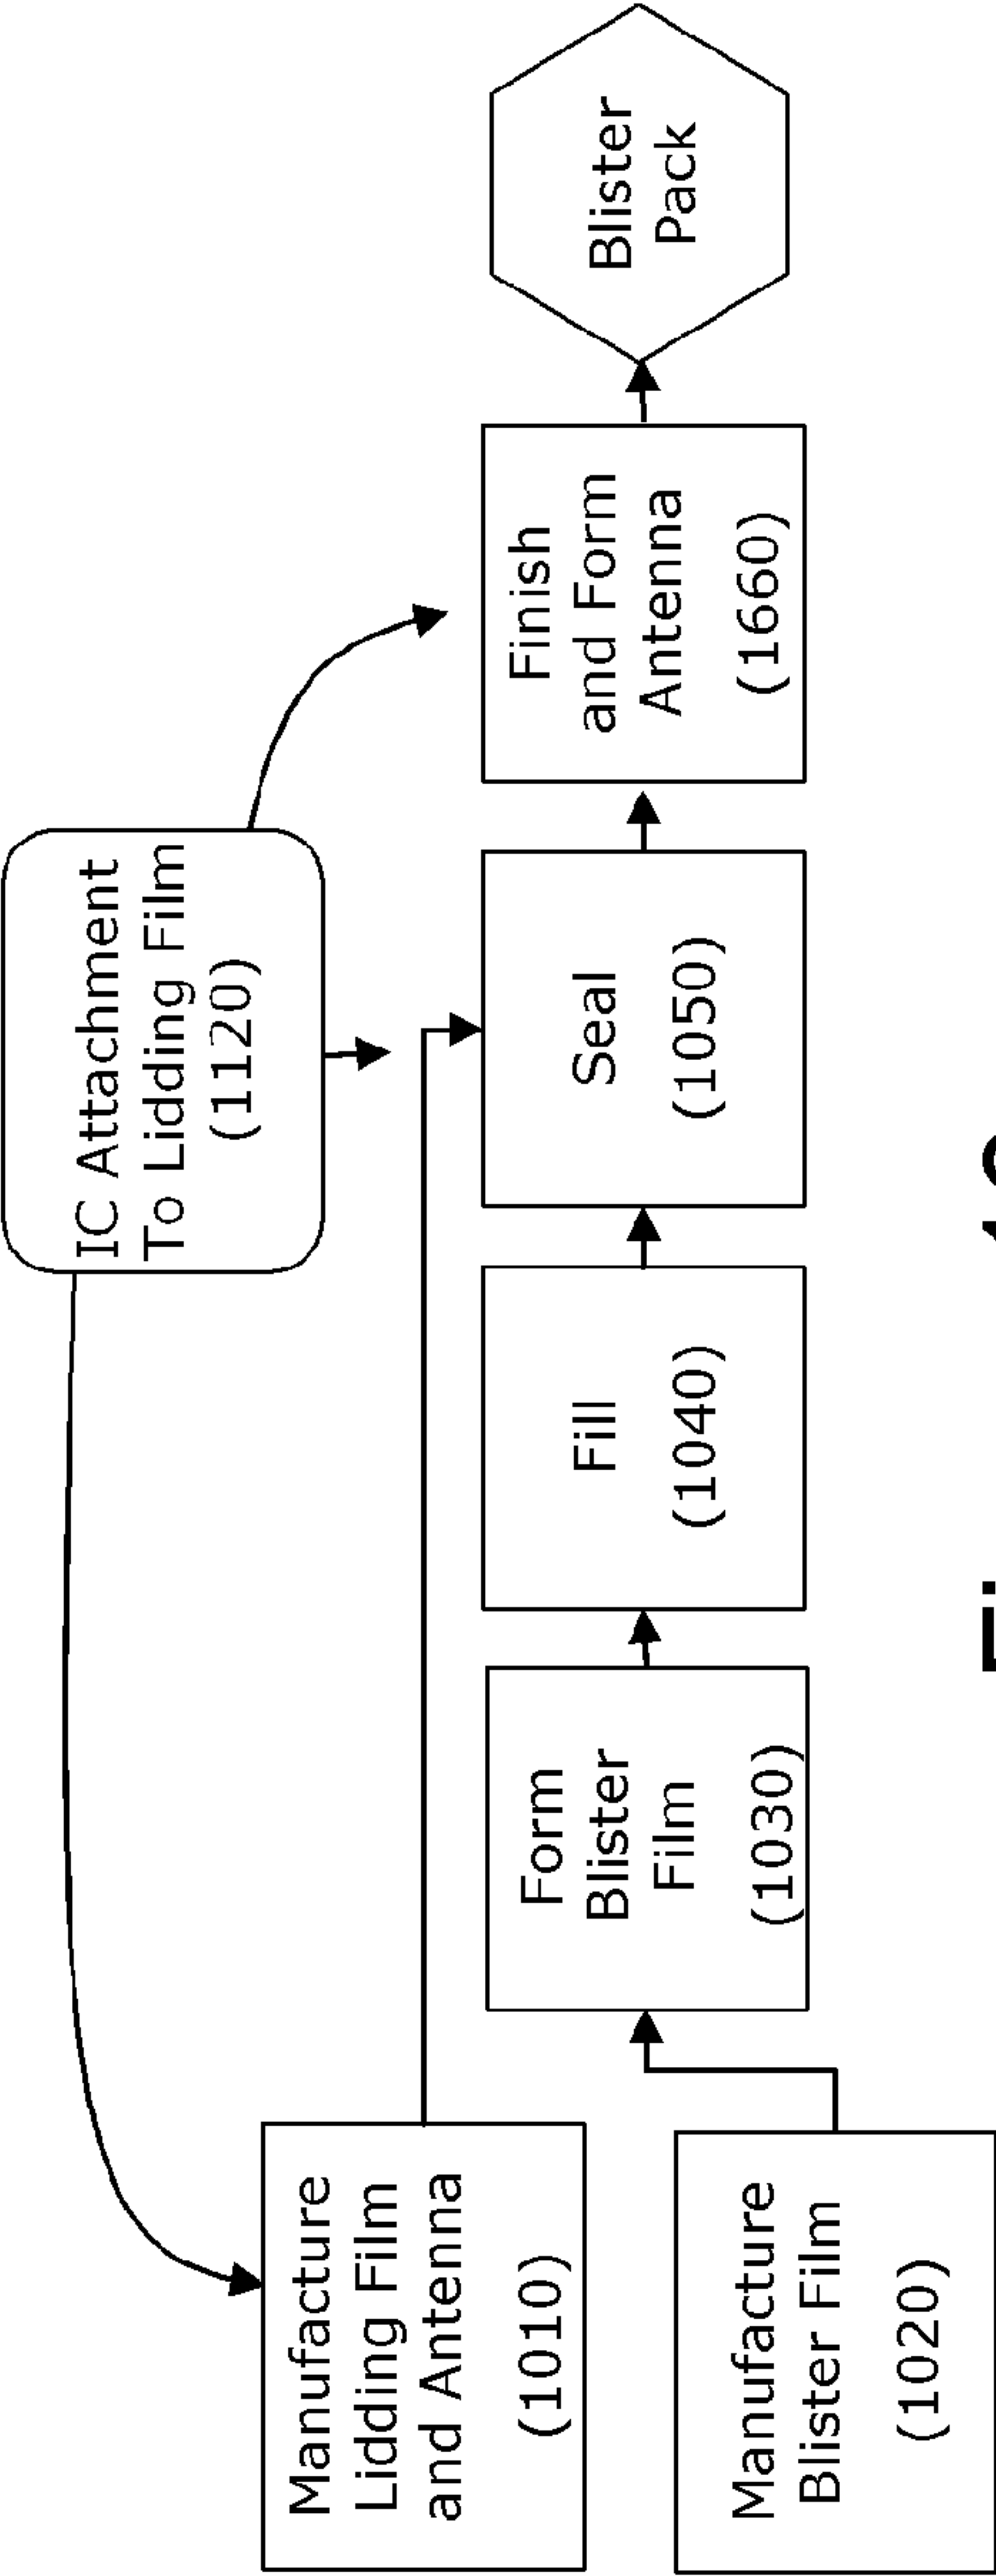 IC Attachment
To Lidding Film
(1120)
Manufacture
Lidding Film
and Antenna
(1010)
Manufacture
Blister Film
(1020)
Form
Blister
Film
(1030)
Fill
(1040)
Seal
(1050)
Finish
and Form
Antenna
(1660)
Blister
Pack